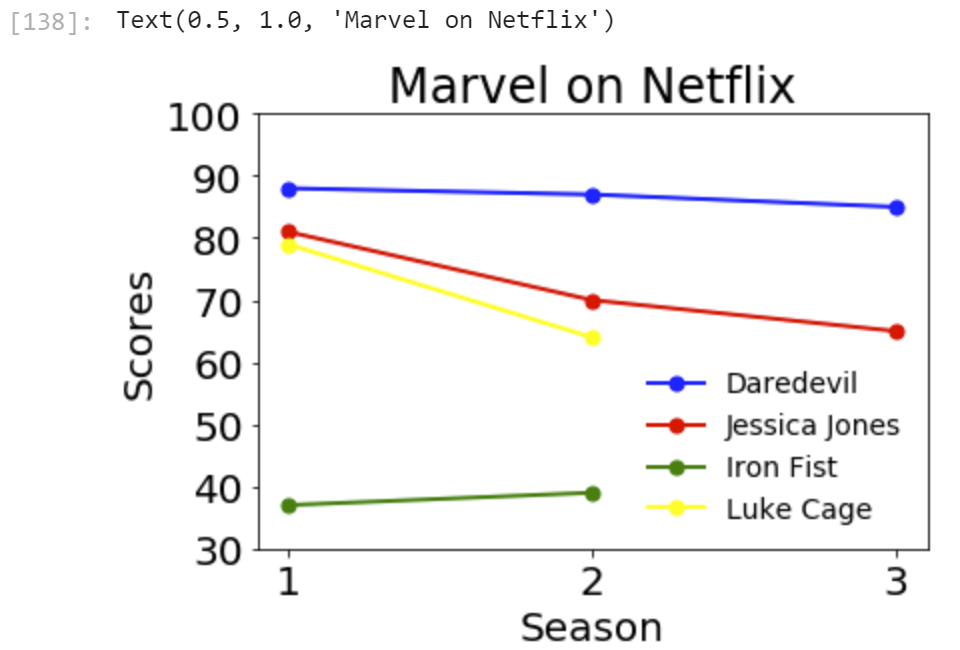 [138]: Text(0.5, 1.0, 'Marvel on Netflix')
Marvel on Netflix
100
90
80
70
60
50
40
30
Scores
Daredevil
Jessica Jones
Iron Fist
Luke Cage
1 2 3
Season